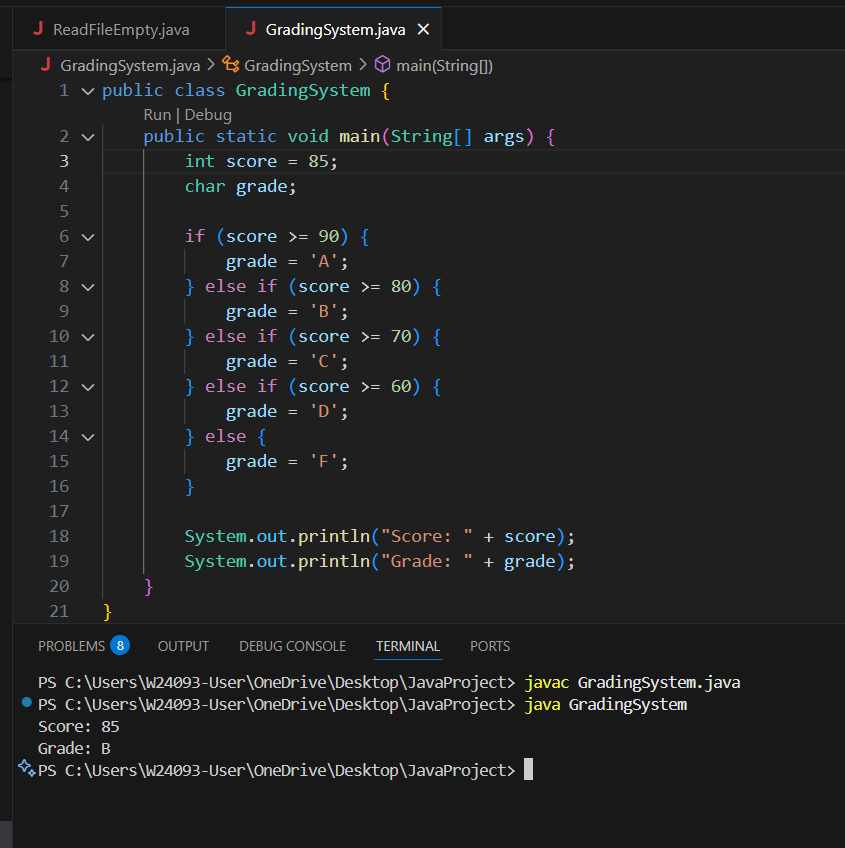 J ReadFileEmpty.java J GradingSystem.java
J GradingSystem.java > GradingSystem > main(String[])
1 public class GradingSystem {
Run | Debug
2 public static void main(String[] args) {
3 int score = 85;
4 char grade;
5
6 if (score >= 90) {
7 grade = 'A';
8 } else if (score >= 80) {
9 grade = 'B';
10 } else if (score >= 70) {
11 grade = 'C';
12 } else if (score >= 60) {
13 grade = 'D';
14 } else {
15 grade = 'F';
16 }
17
18 System.out.println("Score: " + score);
19 System.out.println("Grade: " + grade);
20 }
21 }
PROBLEMS 8 OUTPUT DEBUG CONSOLE TERMINAL PORTS
PS C:\Users\W24093-User\OneDrive\Desktop\JavaProject> javac GradingSystem.java
PS C:\Users\W24093-User\OneDrive\Desktop\JavaProject> java GradingSystem
Score: 85
Grade: B
PS C:\Users\W24093-User\OneDrive\Desktop\JavaProject>